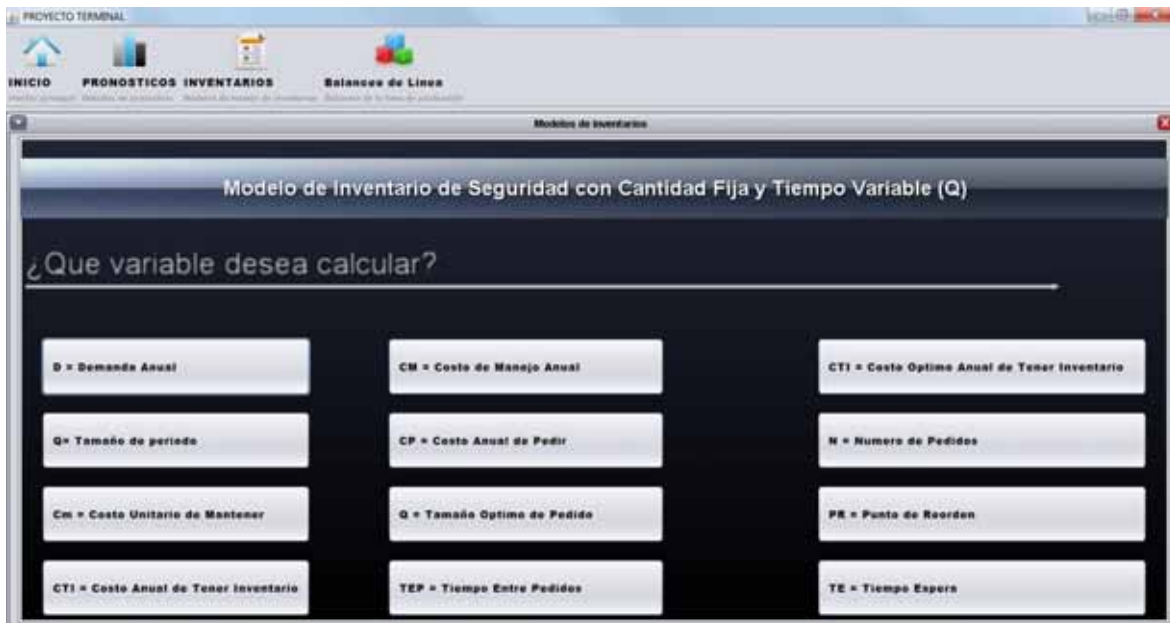 PROYECTO TERMINAL
INICIO PRONOSTICOS INVENTARIOS Balanceo de Linea
Modelos de inventarios
Modelo de Inventario de Seguridad con Cantidad Fija y Tiempo Variable (Q)
¿Que variable desea calcular?
D = Demanda Anual CM = Costo de Manejo Anual CTI = Costo Optimo Anual de Tener Inventario
Q= Tamaño de periodo CP = Costo Anual de Pedir N = Numero de Pedidos
Cm = Costo Unitario de Mantener Q = Tamaño Optimo de Pedido PR = Punto de Reorden
CTI = Costo Anual de Tener Inventario TEP = Tiempo Entre Pedidos TE = Tiempo Espera